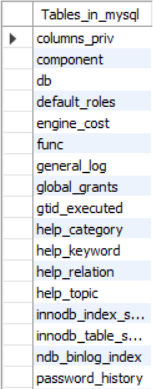 Tables_in_mysql
columns_priv
component
db
default_roles
engine_cost
func
general_log
global_grants
gtid_executed
help_category
help_keyword
help_relation
help_topic
innodb_index_s...
innodb_table_s...
ndb_binlog_index
password_history